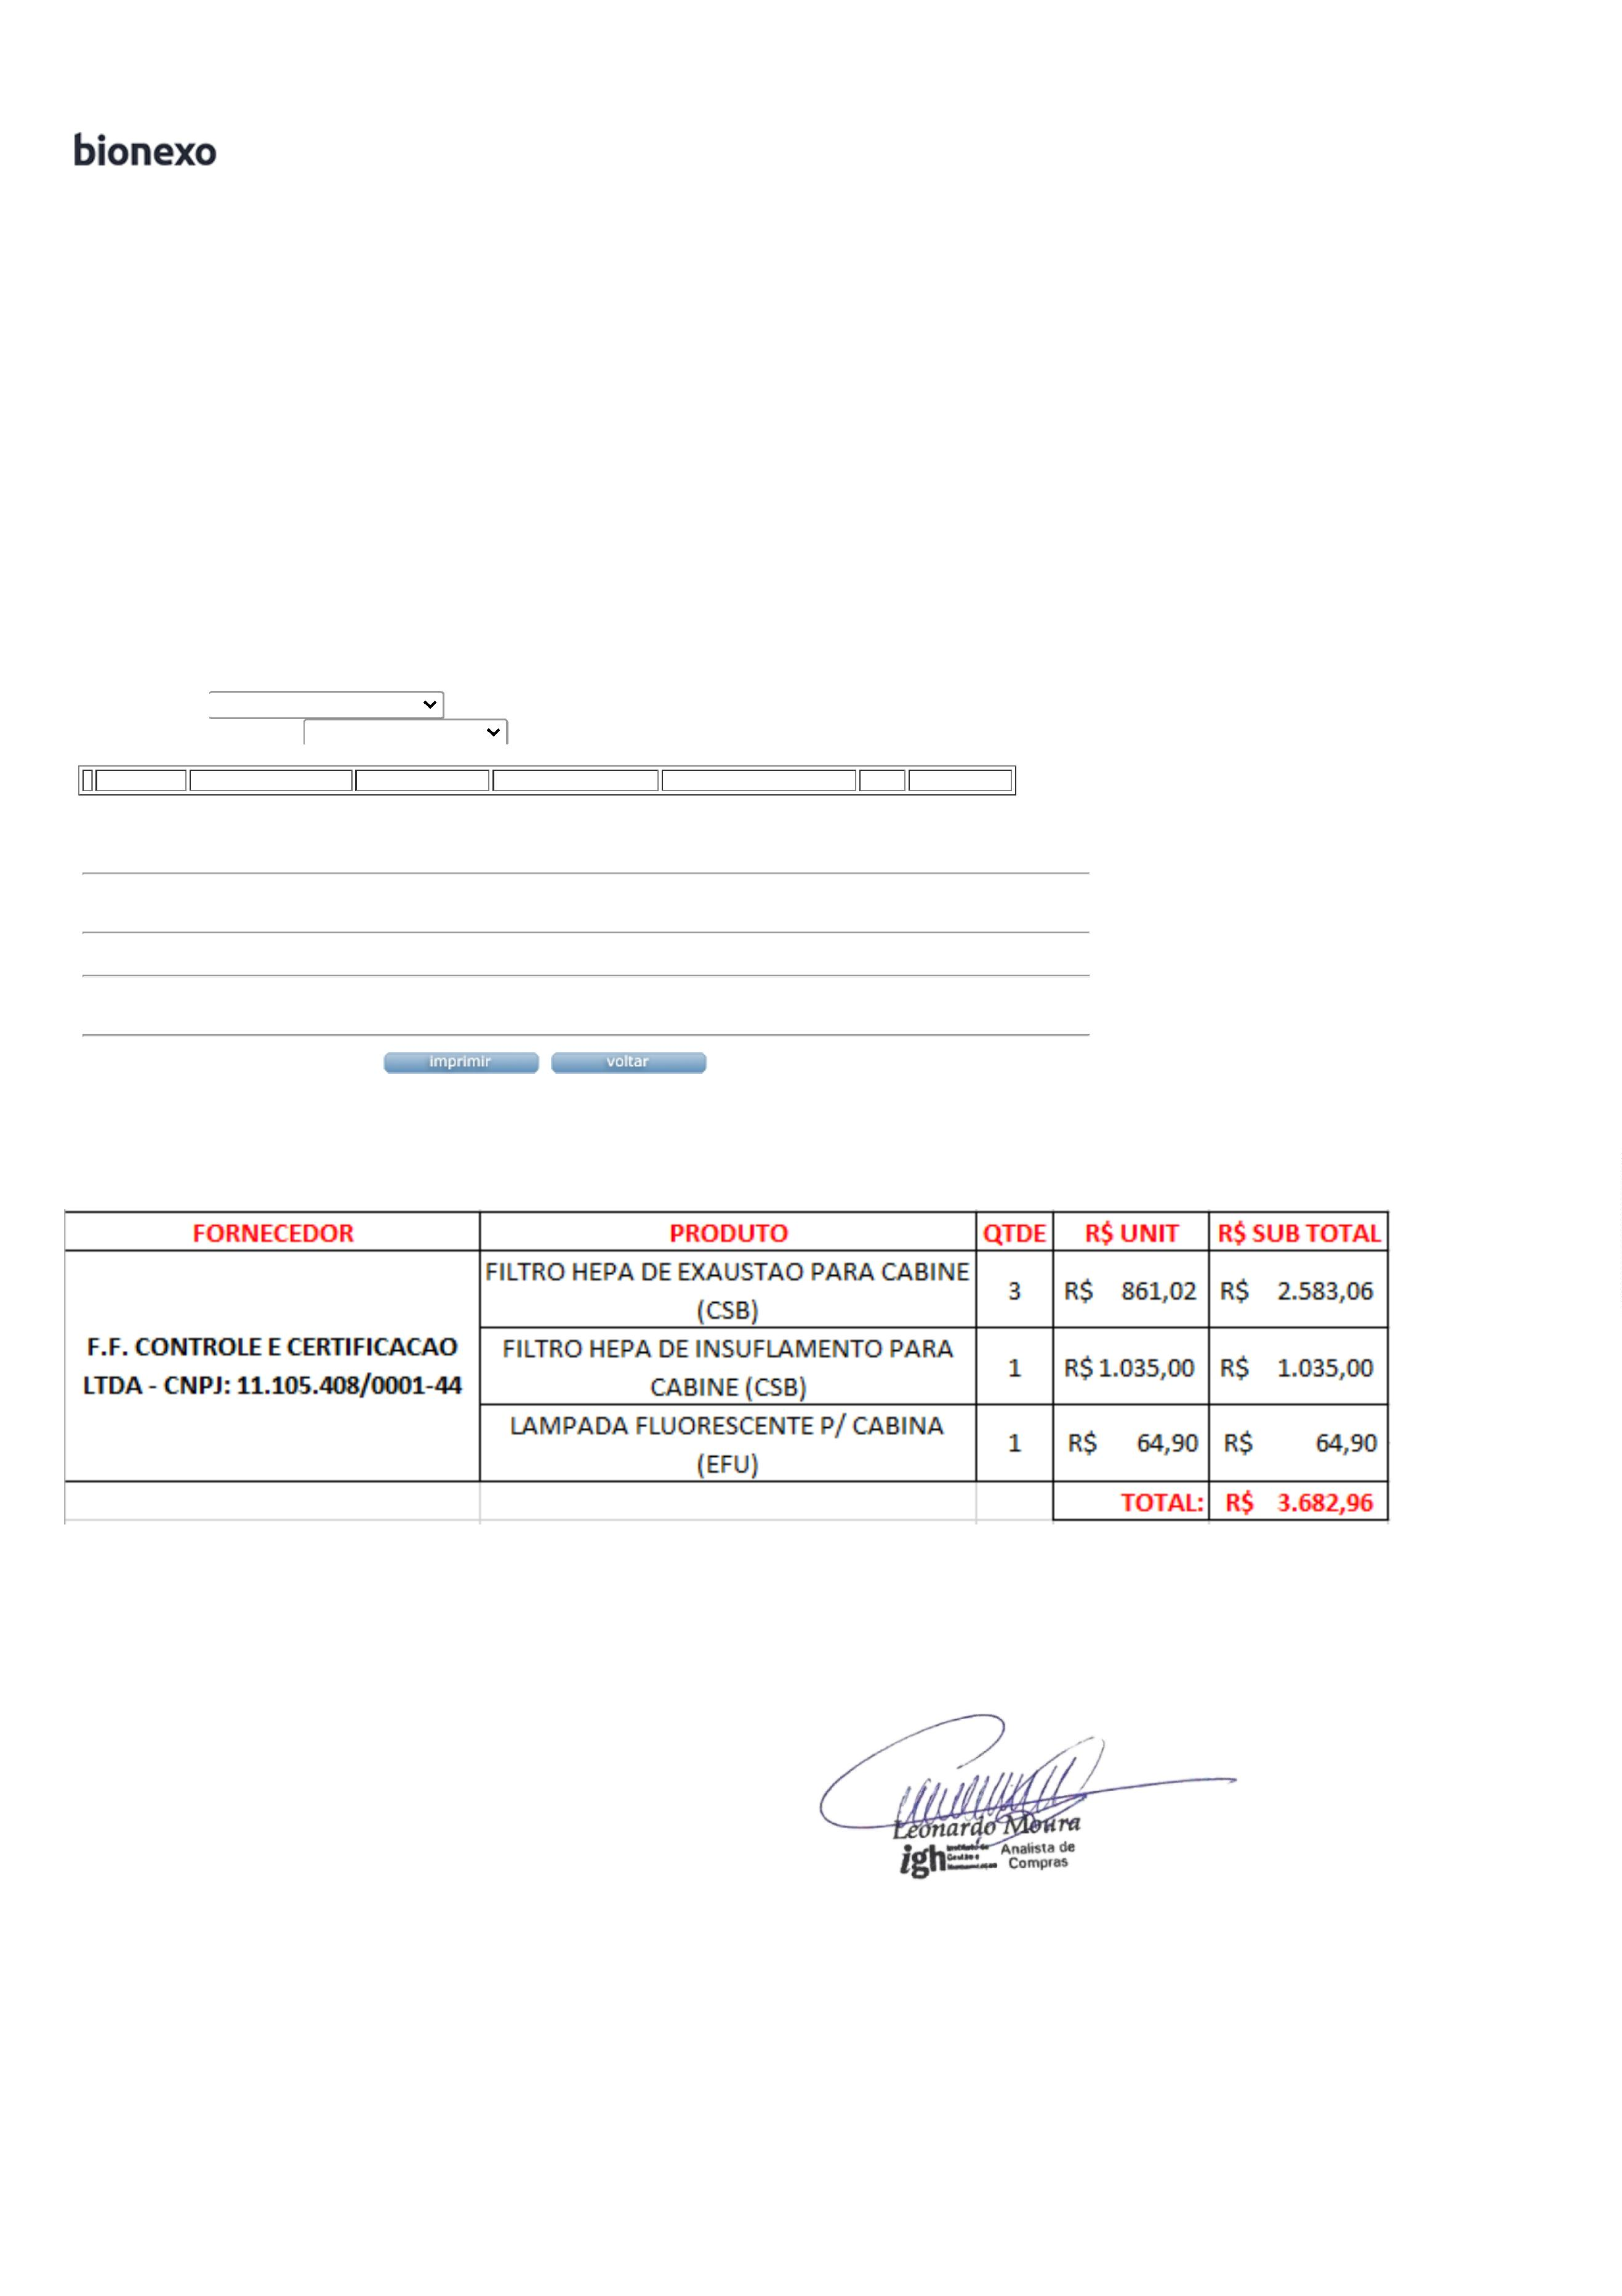 bionexo
imprimir voltar
FORNECEDOR PRODUTO QTDE R$ UNIT R$ SUB TOTAL
F.F. CONTROLE E CERTIFICACAO
LTDA - CNPJ: 11.105.408/0001-44
FILTRO HEPA DE EXAUSTAO PARA CABINE
(CSB)
3 R$ 861,02 R$ 2.583,06
FILTRO HEPA DE INSUFLAMENTO PARA
CABINE (CSB)
1 R$ 1.035,00 R$ 1.035,00
LAMPADA FLUORESCENTE P/ CABINA
(EFU)
1 R$ 64,90 R$ 64,90
TOTAL: R$ 3.682,96
Leonardo Moura
igh
Analista de
Compras